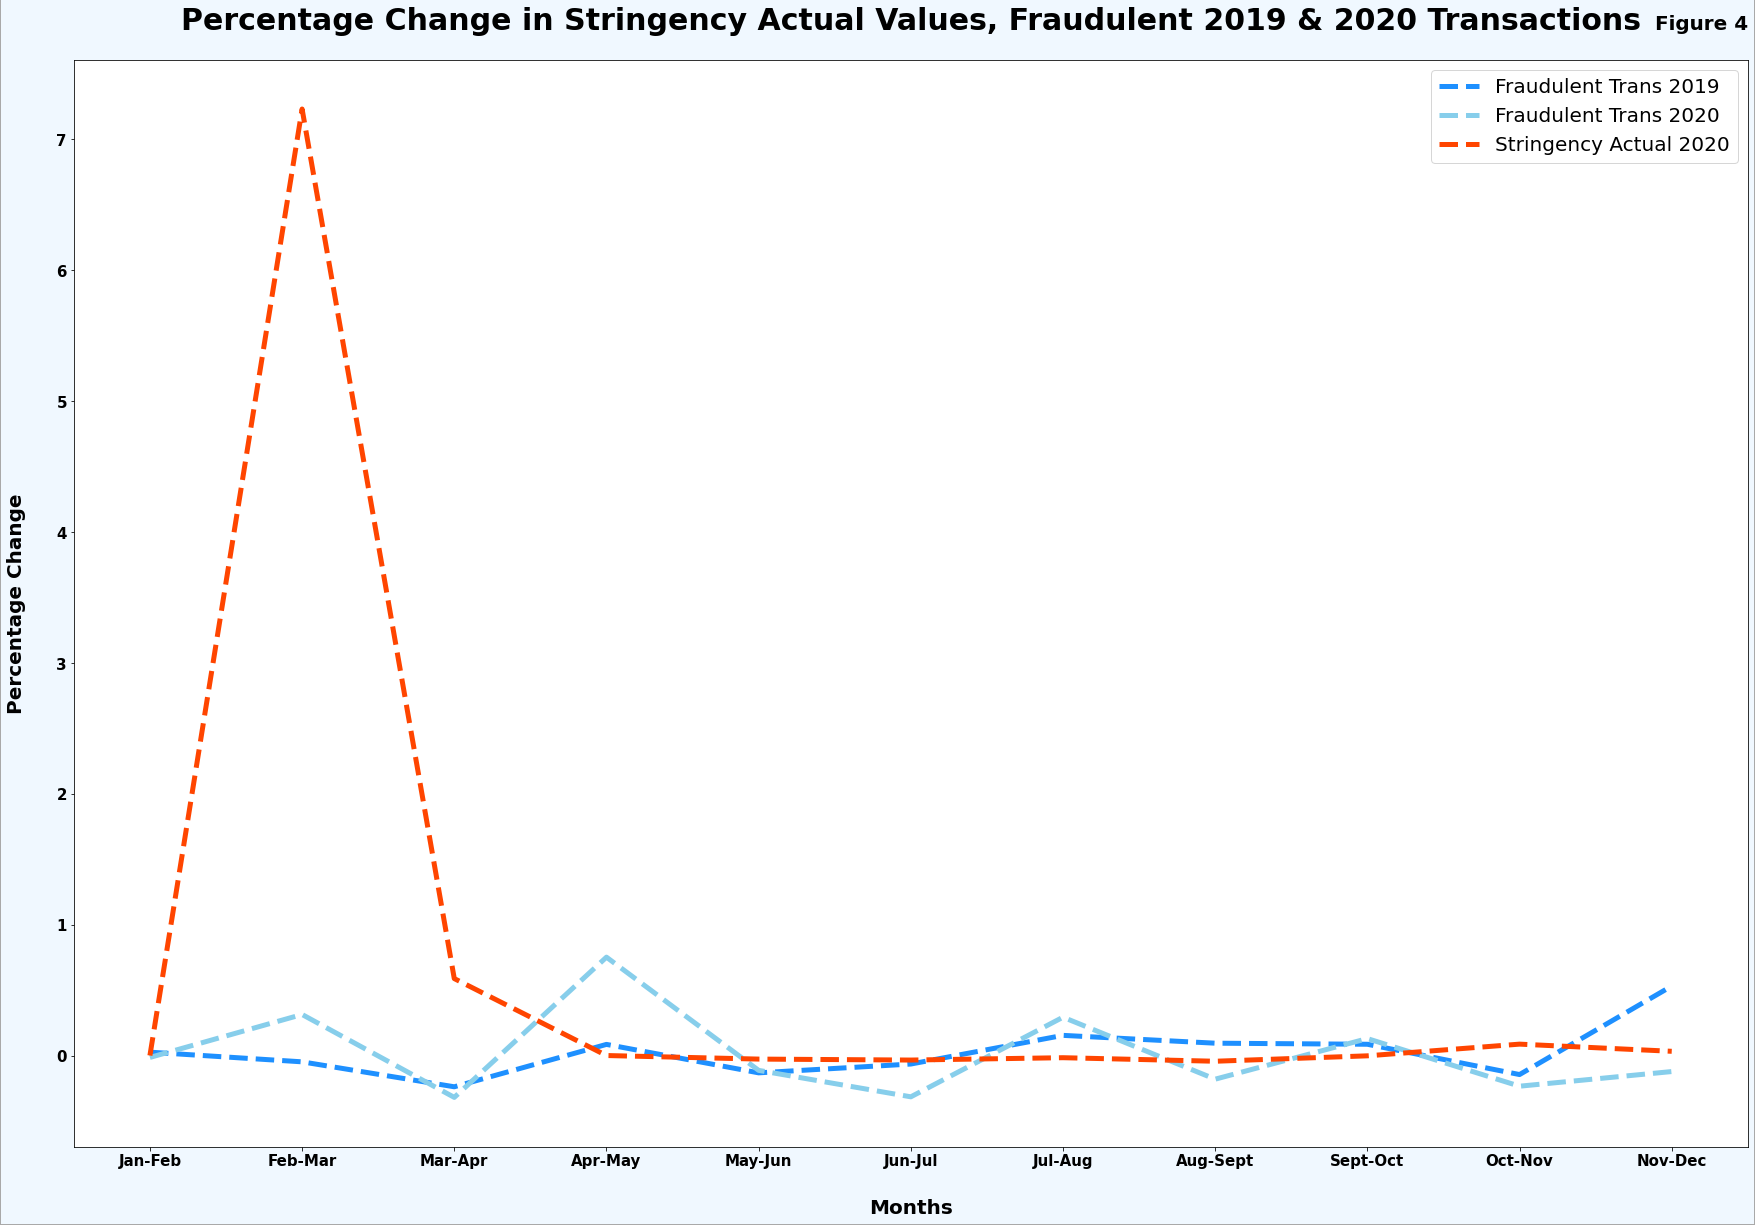 Percentage Change in Stringency Actual Values, Fraudulent 2019 & 2020 Transactions Figure 4
Fraudulent Trans 2019
Fraudulent Trans 2020
Stringency Actual 2020
Percentage Change
7
6
5
4
3
2
1
0
Jan-Feb Feb-Mar Mar-Apr Apr-May May-Jun Jun-Jul Jul-Aug Aug-Sept Sept-Oct Oct-Nov Nov-Dec
Months